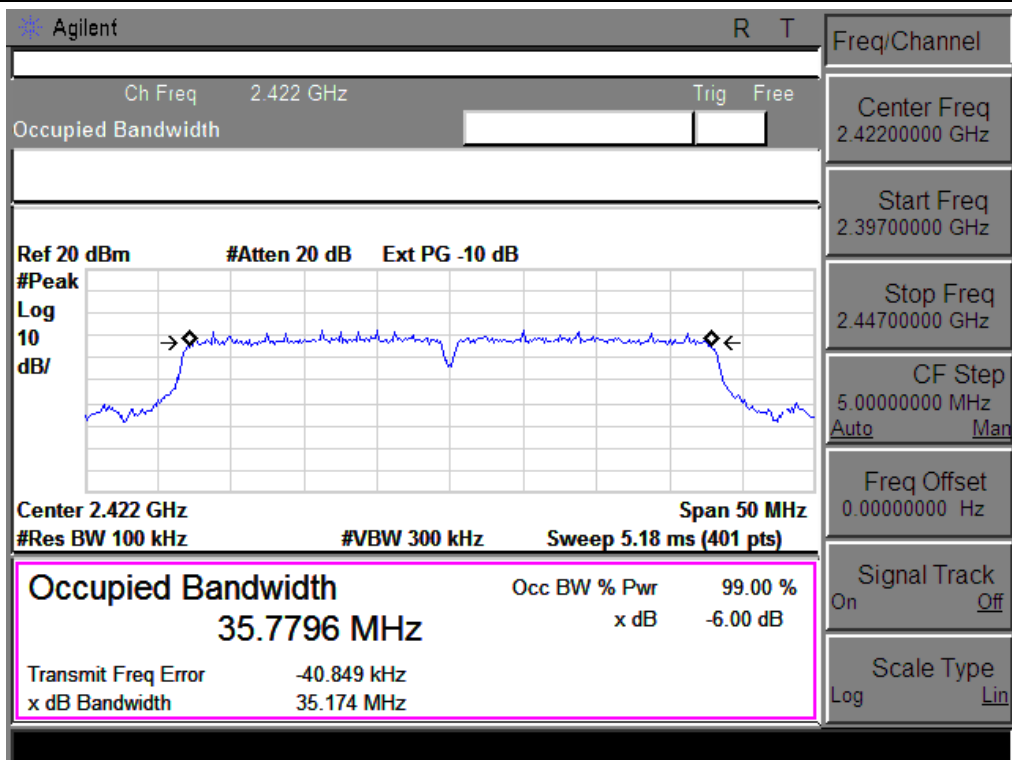 Agilent
R T
Ch Freq 2.422 GHz
Trig Free
Occupied Bandwidth
Ref 20 dBm #Atten 20 dB Ext PG -10 dB
#Peak
Log
10
dB/
Center 2.422 GHz
Span 50 MHz
#Res BW 100 kHz #VBW 300 kHz Sweep 5.18 ms (401 pts)
Occupied Bandwidth
35.7796 MHz
Occ BW % Pwr 99.00 %
x dB -6.00 dB
Transmit Freq Error -40.849 kHz
x dB Bandwidth 35.174 MHz
Freq/Channel
Center Freq
2.42200000 GHz
Start Freq
2.39700000 GHz
Stop Freq
2.44700000 GHz
CF Step
5.00000000 MHz
Auto Man
Freq Offset
0.00000000 Hz
Signal Track
On Off
Scale Type
Log Lin